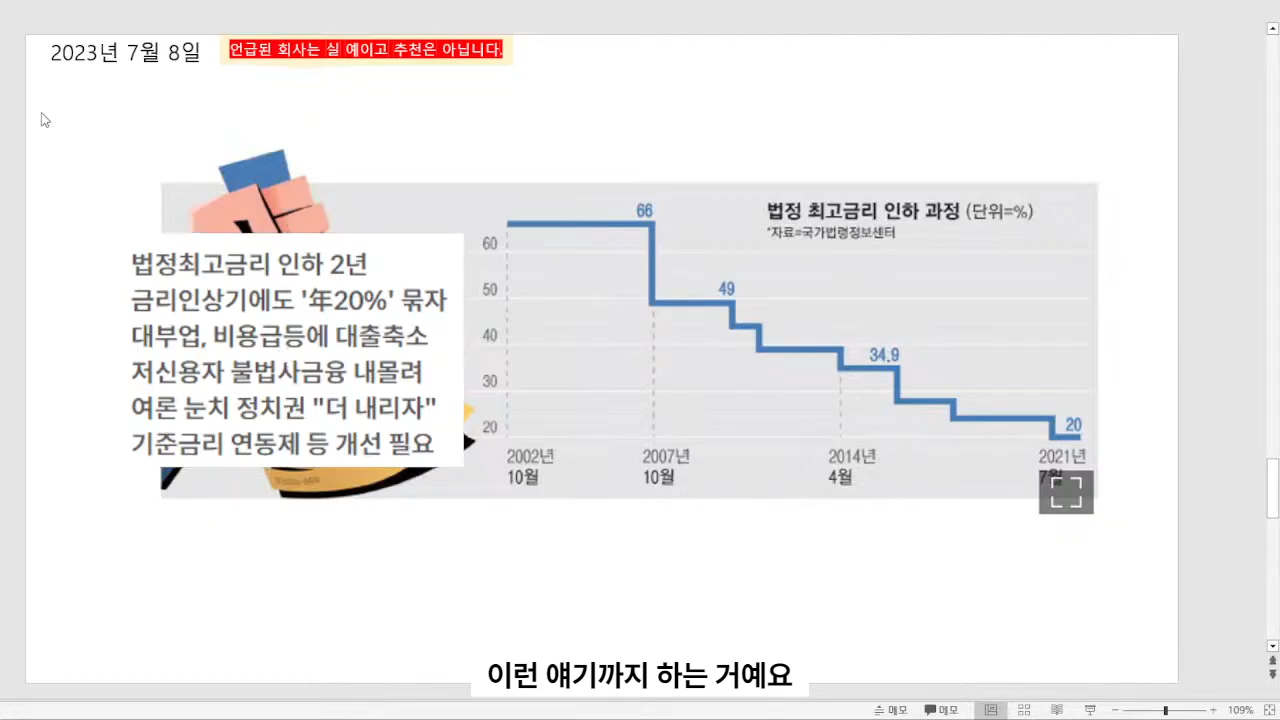 2023년 7월 8일
언급된 회사는 실 예이고 추천은 아닙니다.
법정최고금리 인하 2년
금리인상기에도 '年20%' 묶자
대부업, 비용급등에 대출축소
저신용자 불법사금융 내몰려
여론 눈치 정치권 "더 내리자"
기준금리 연동제 등 개선 필요
법정 최고금리 인하 과정 (단위=%)
*자료=국가법령정보센터
66
49
34.9
20
60
50
40
30
20
2002년
10월
2007년
10월
2014년
4월
2021년
7월
이런 얘기까지 하는 거예요
메모
메모
109%